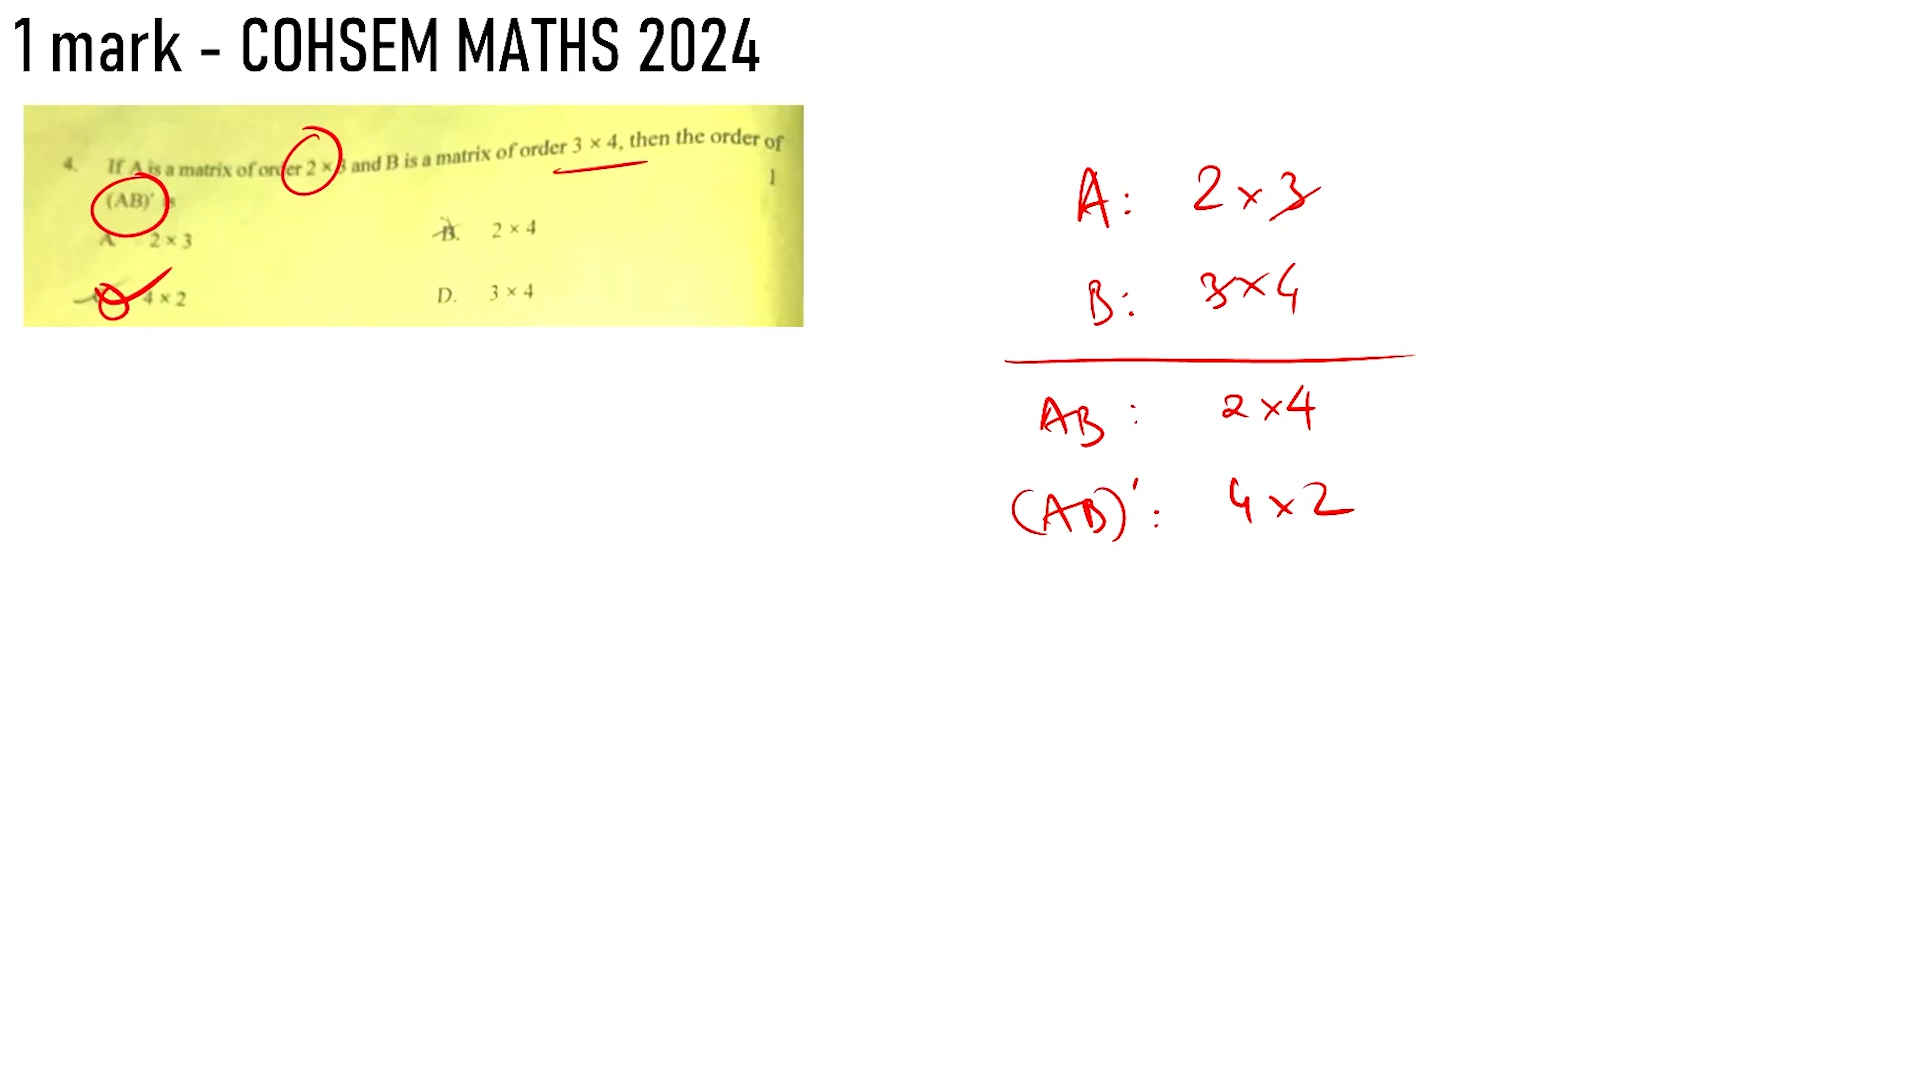 1 mark - COHSEM MATHS 2024
4. If A is a matrix of order 2 × 3 and B is a matrix of order 3 × 4, then the order of
(AB)' is 1
A 2 × 3 B. 2 × 4
4 × 2 D. 3 × 4
A: 2 × 3
B: 3 × 4
AB : 2 × 4
(AB)' : 4 × 2